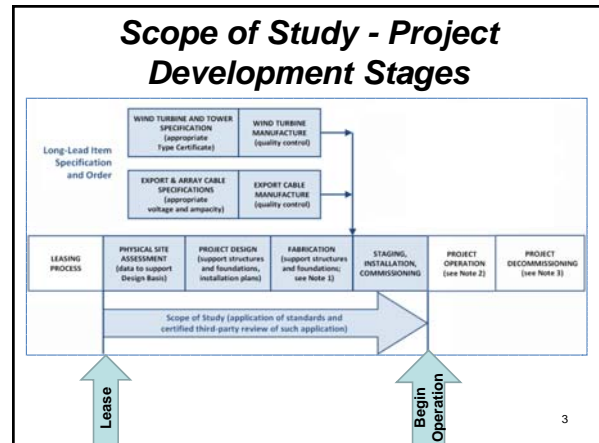 Scope of Study - Project
Development Stages
Long-Lead Item
Specification
and Order
WIND TURBINE AND TOWER
SPECIFICATION
(appropriate
Type Certificate)
WIND TURBINE
MANUFACTURE
(quality control)
EXPORT & ARRAY CABLE
SPECIFICATIONS
(appropriate
voltage and ampacity)
EXPORT CABLE
MANUFACTURE
(quality control)
LEASING
PROCESS
PHYSICAL SITE
ASSESSMENT
(data to support
Design Basis)
PROJECT DESIGN
(support structures
and foundations,
installation plans)
FABRICATION
(support structures
and foundations;
see Note 1)
STAGING,
INSTALLATION,
COMMISSIONING
PROJECT
OPERATION
(see Note 2)
PROJECT
DECOMMISSIONING
(see Note 3)
Scope of Study (application of standards and
certified third-party review of such application)
Lease
Begin
Operation
3